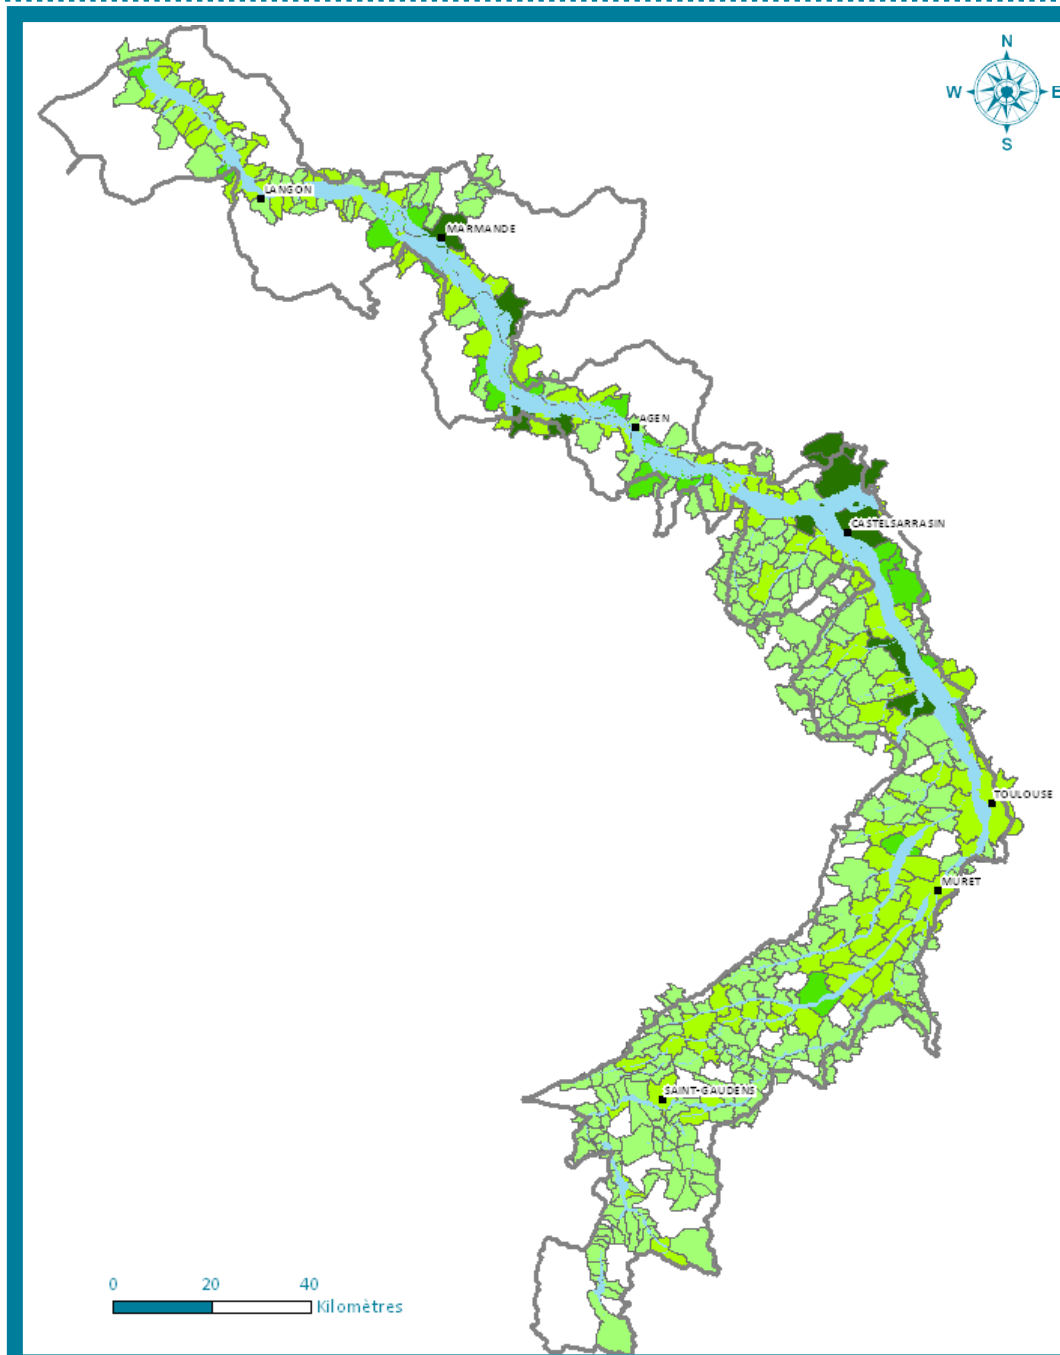 N
W E
S
LANGON
MARMANDE
AGEN
CASTELSARRASIN
TOULOUSE
MURET
SAINT-GAUDENS
0 20 40
Kilomètres